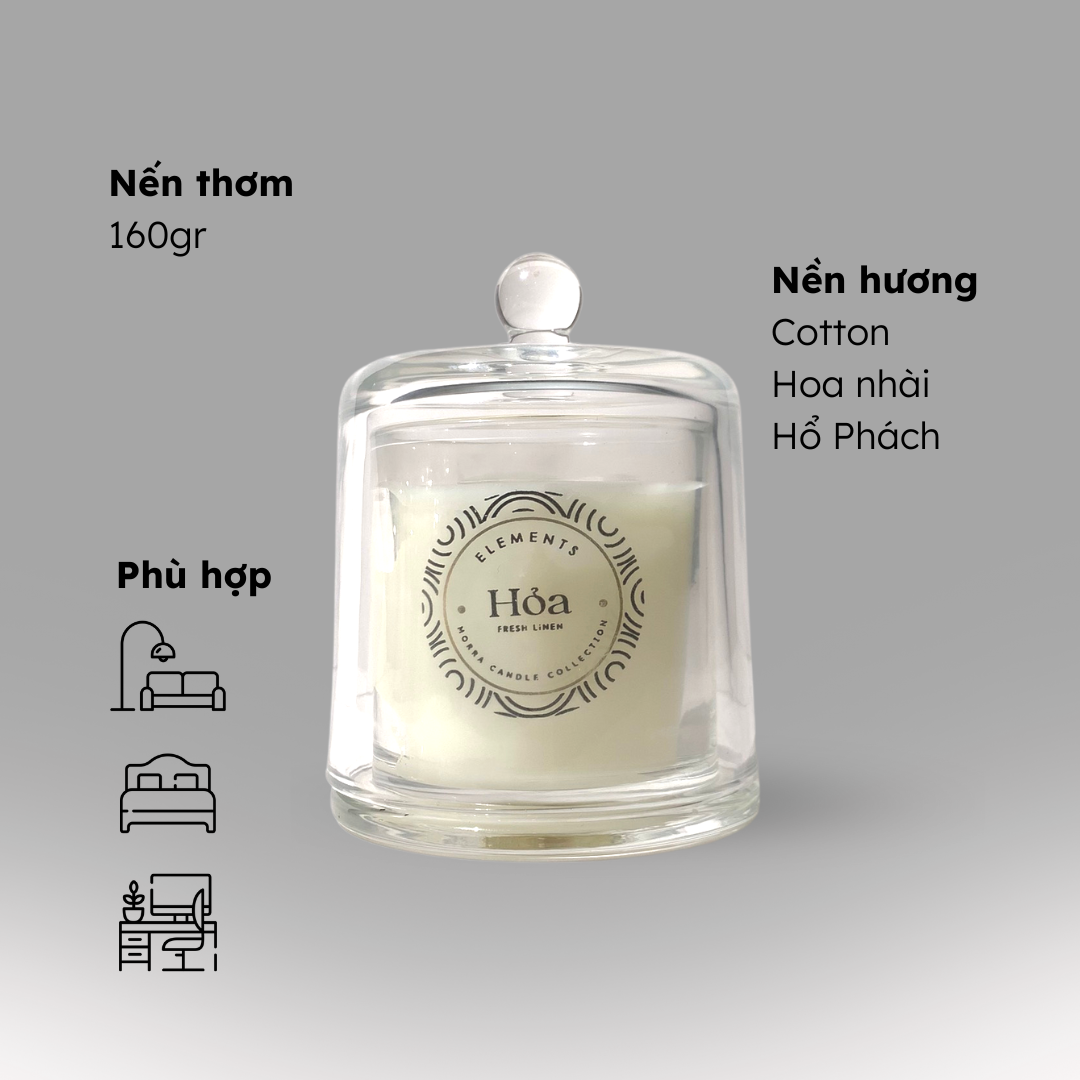 Nến thơm
160gr
Nền hương
Cotton
Hoa nhài
Hổ Phách
Phù hợp
ELEMENTS
Hỏa
FRESH LiNEN
MORRA CANDLE COLLECTION